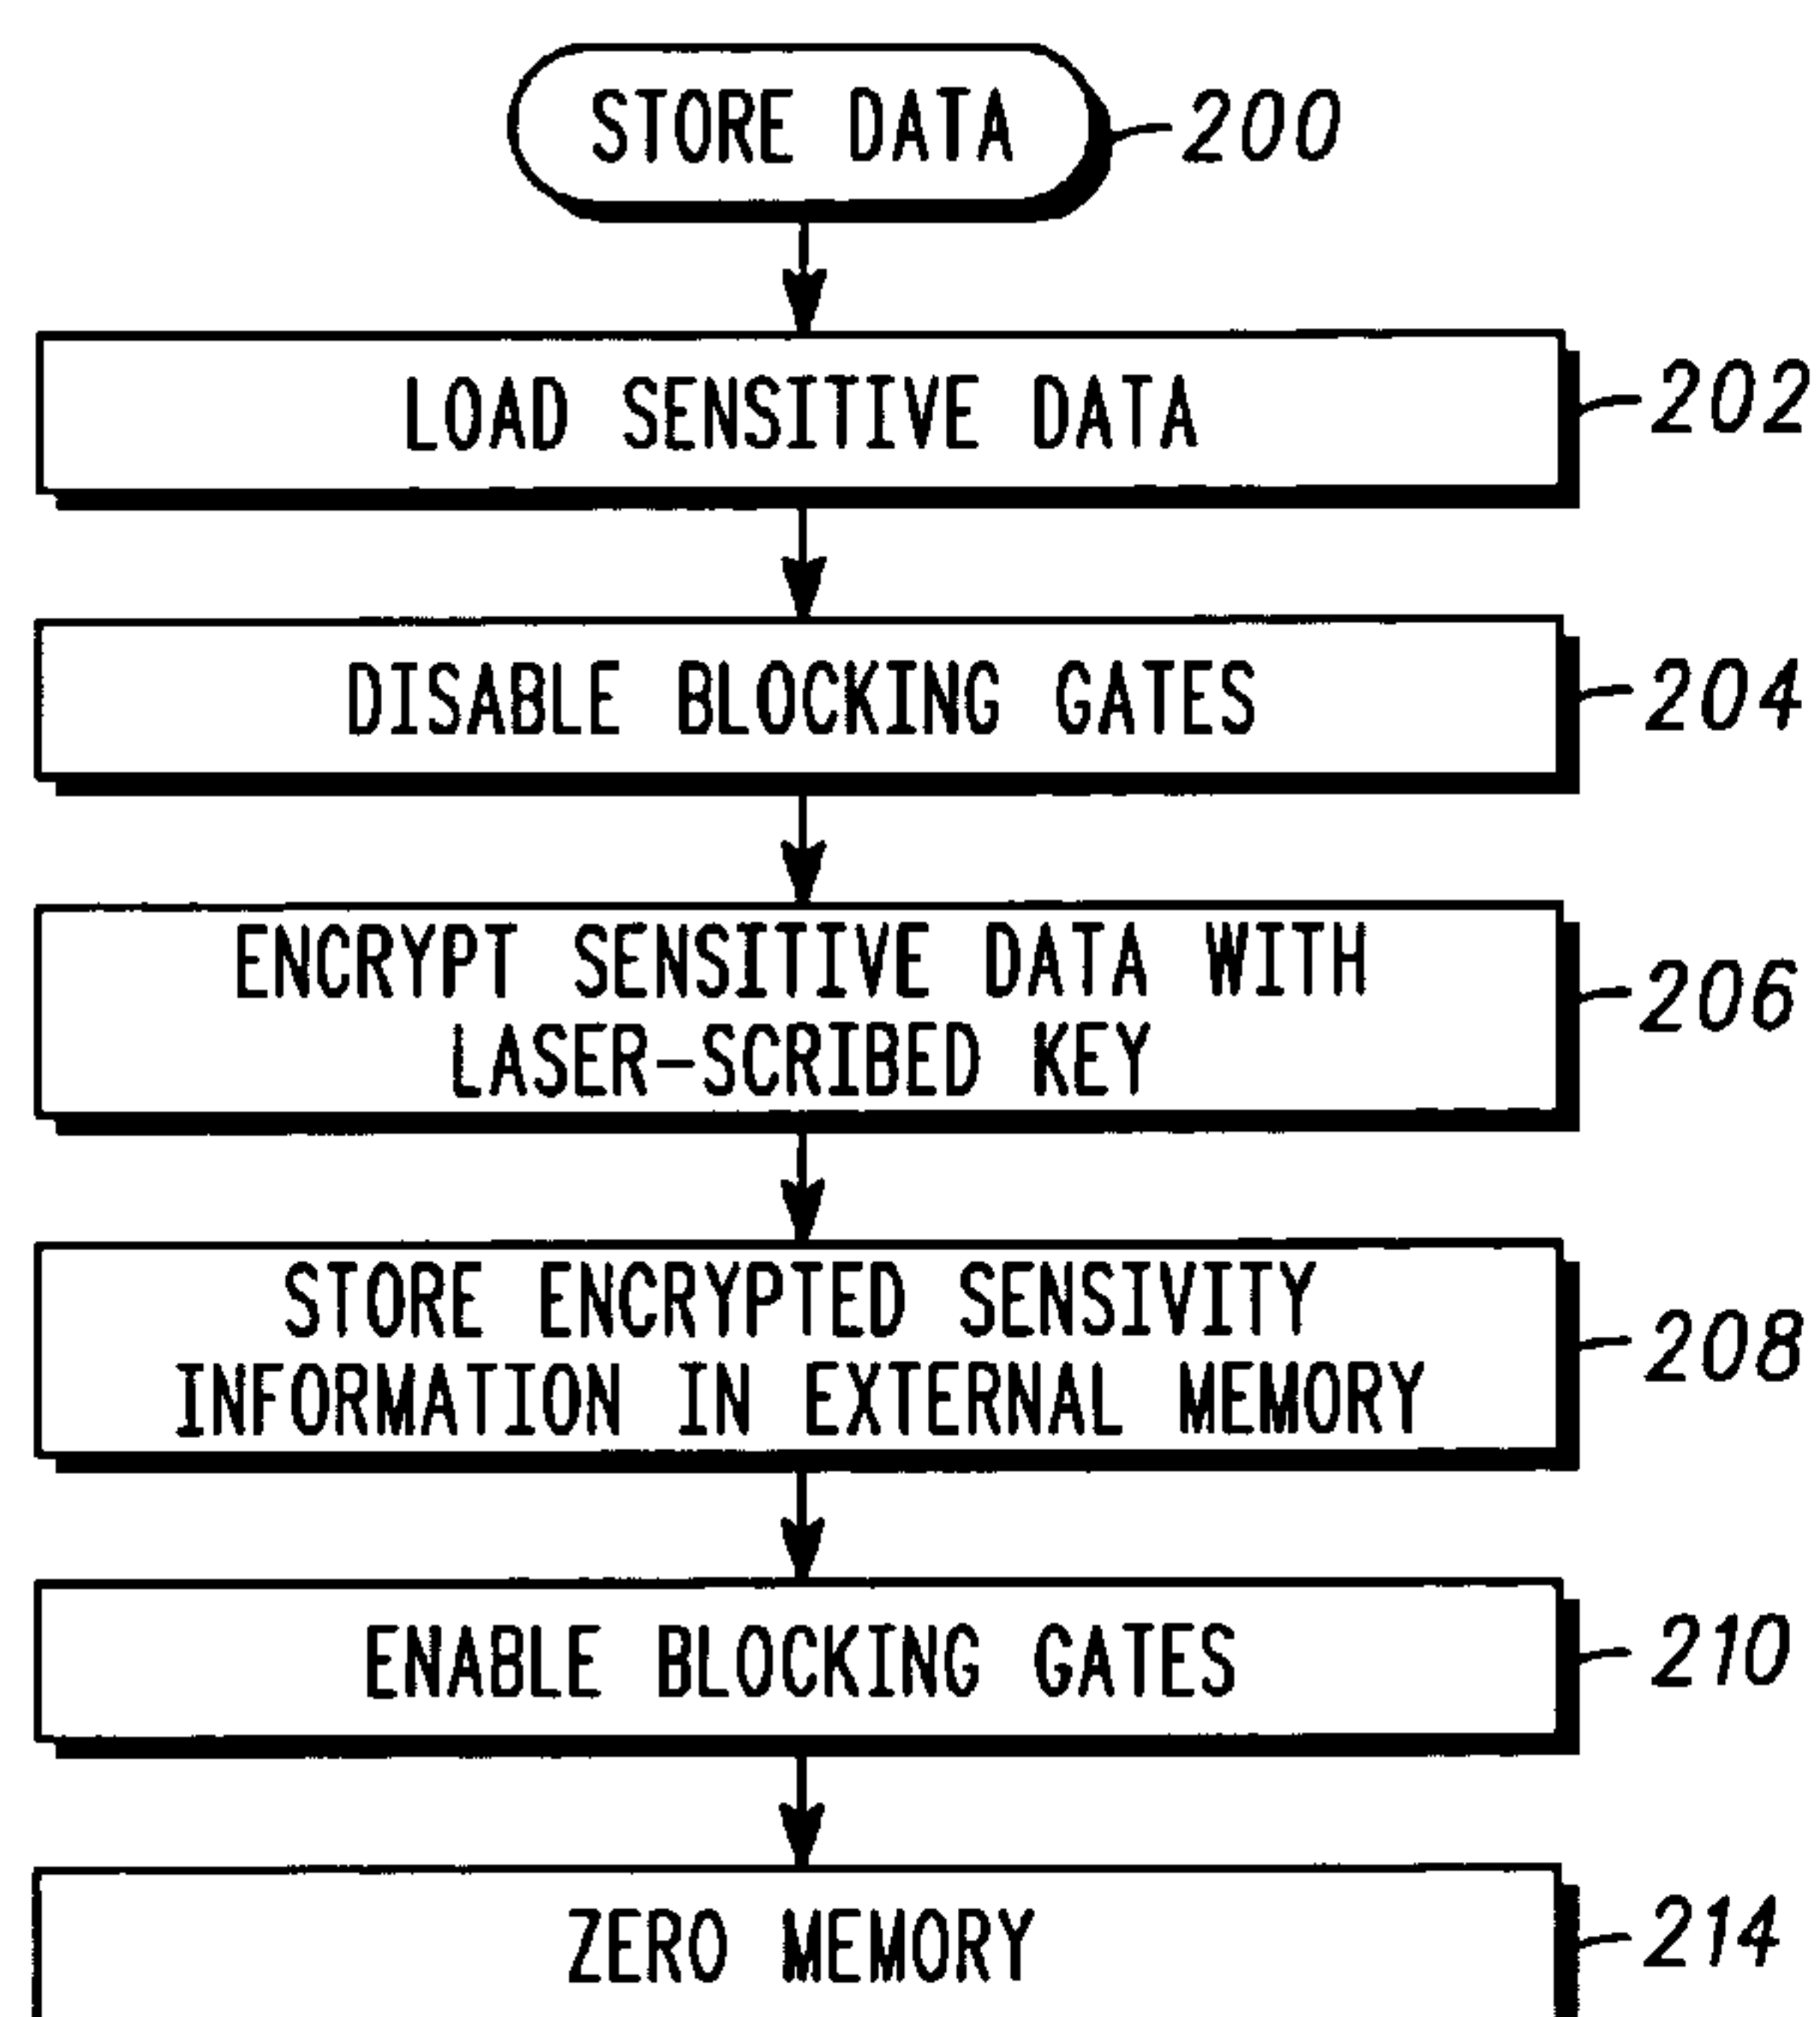 STORE DATA
200
LOAD SENSITIVE DATA
202
DISABLE BLOCKING GATES
204
ENCRYPT SENSITIVE DATA WITH
LASER-SCRIBED KEY
206
STORE ENCRYPTED SENSIVITY
INFORMATION IN EXTERNAL MEMORY
208
ENABLE BLOCKING GATES
210
ZERO MEMORY
214